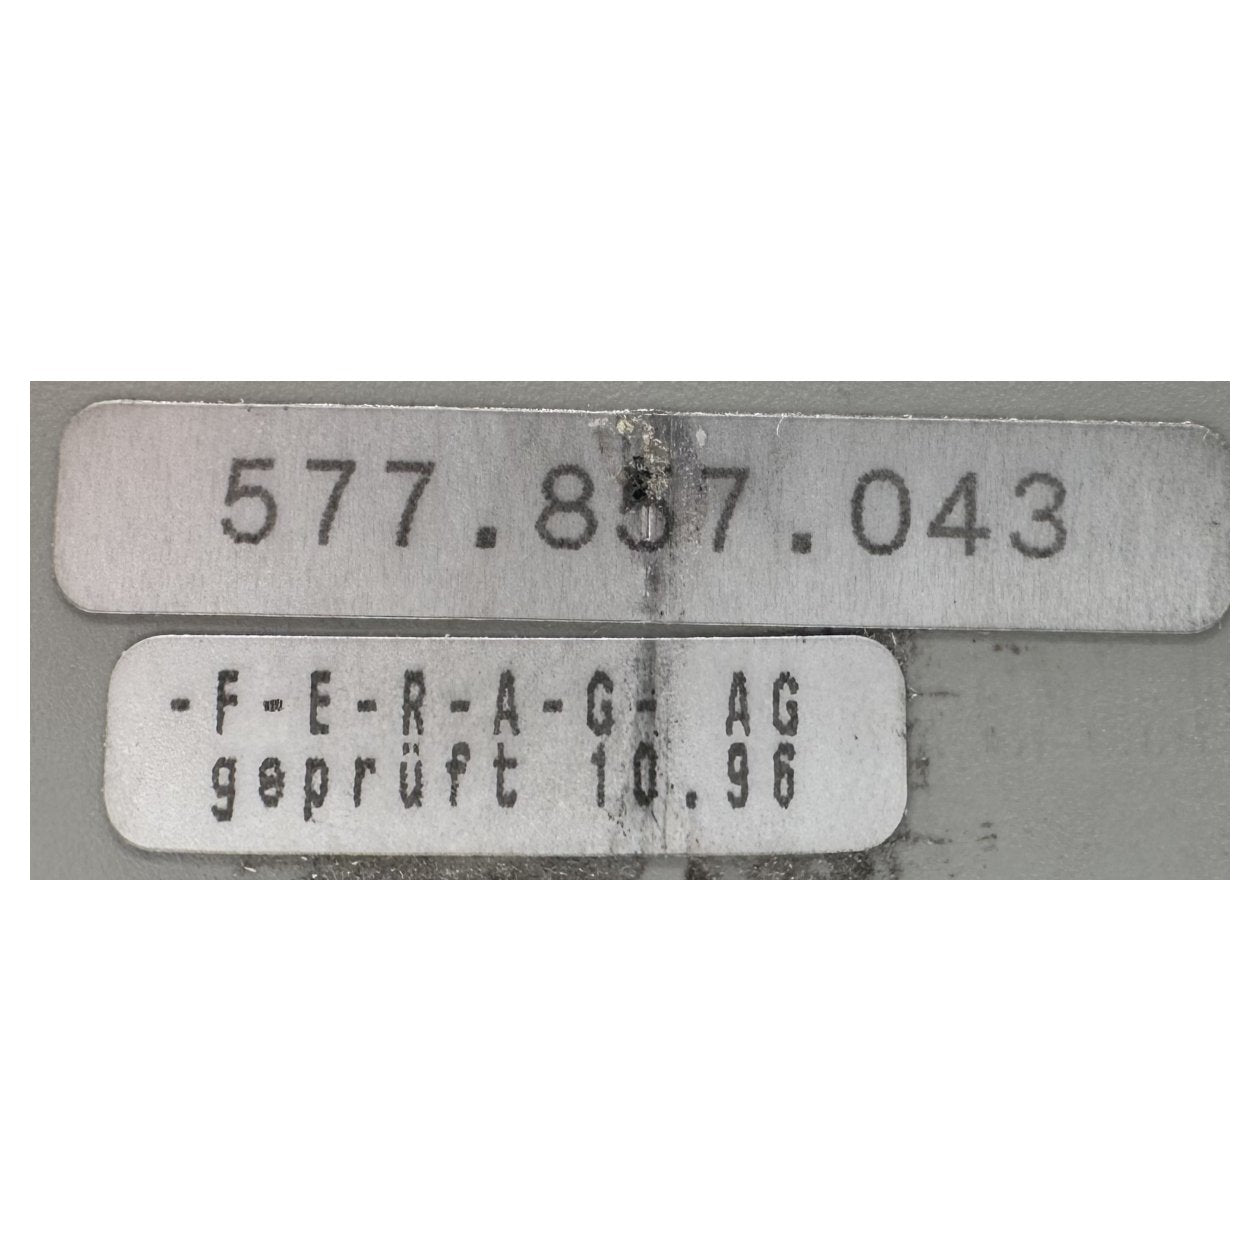 577.857.043
-F-E-R-A-G- AG
geprüft 10.96